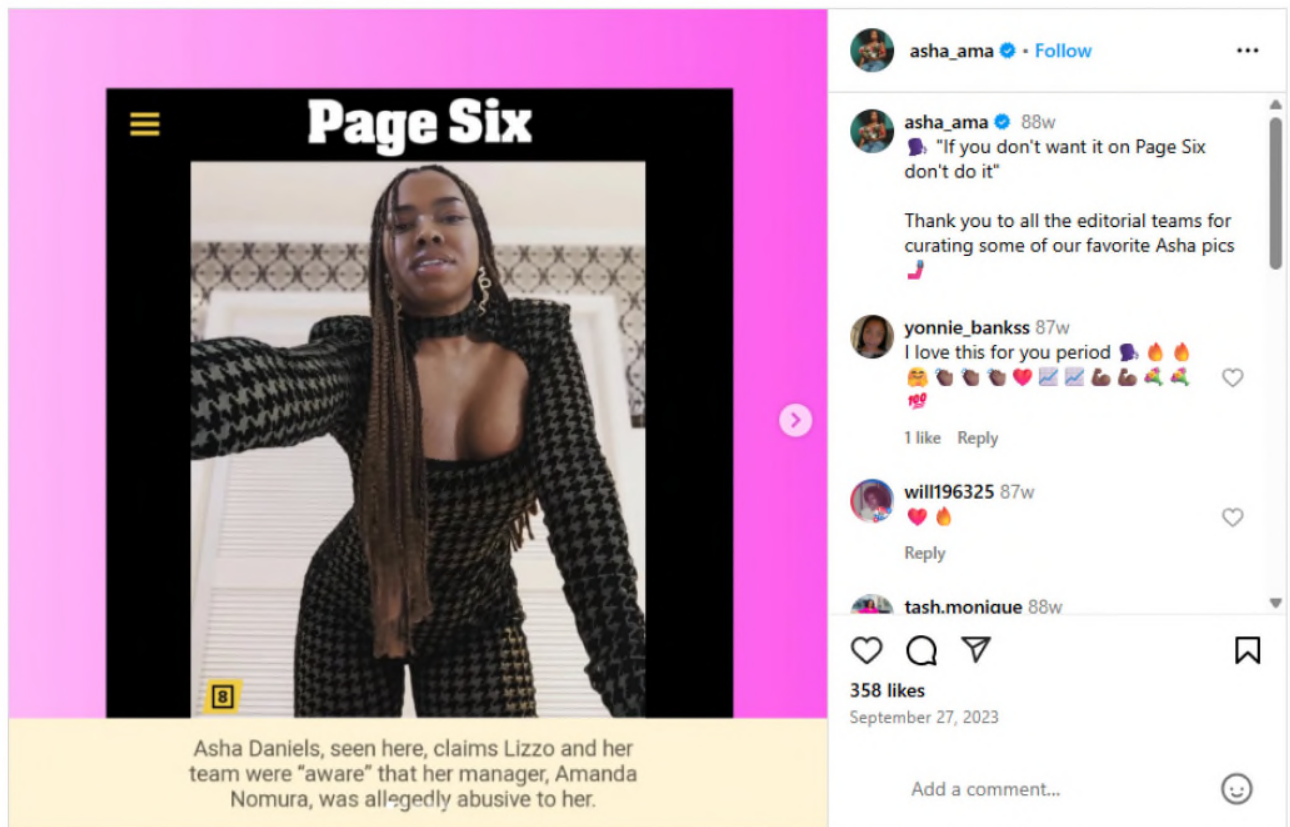 Page Six
8
Asha Daniels, seen here, claims Lizzo and her
team were “aware” that her manager, Amanda
Nomura, was allegedly abusive to her.
asha_ama • Follow
asha_ama 88w
"If you don't want it on Page Six
don't do it"
Thank you to all the editorial teams for
curating some of our favorite Asha pics
yonnie_bankss 87w
I love this for you period
100
1 like Reply
will196325 87w
Reply
tash.monique 88w
358 likes
September 27, 2023
Add a comment...